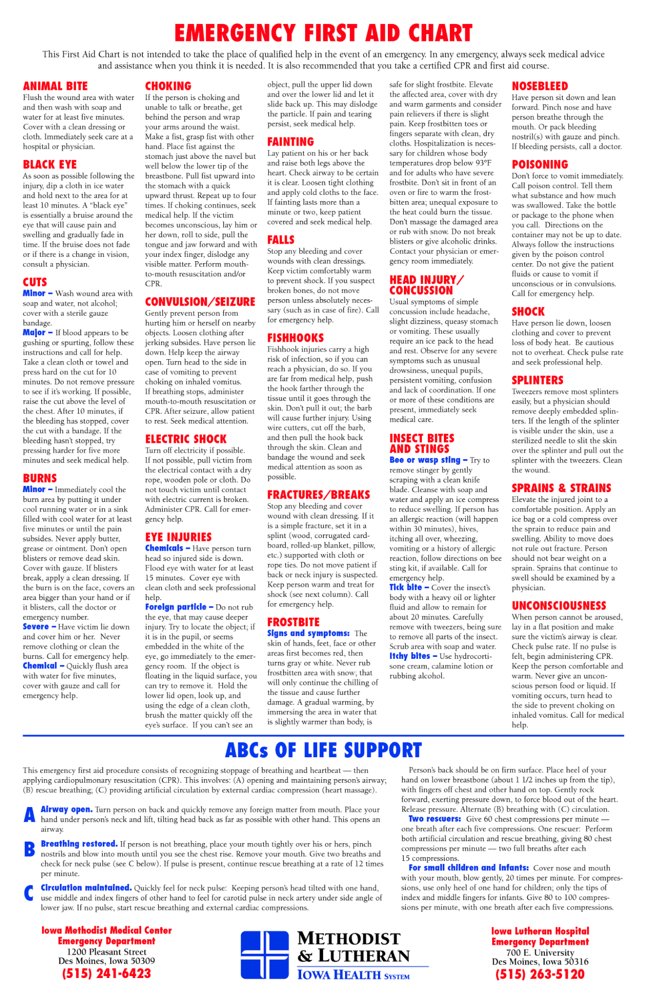 EMERGENCY FIRST AID CHART
This First Aid Chart is not intended to take the place of qualified help in the event of an emergency. In any emergency, always seek medical advice
and assistance when you think it is needed. It is also recommended that you take a certified CPR and first aid course.
ANIMAL BITE
Flush the wound area with water
and then wash with soap and
water for at least five minutes.
Cover with a clean dressing or
cloth. Immediately seek care at a
hospital or physician.
BLACK EYE
As soon as possible following the
injury, dip a cloth in ice water
and hold next to the area for at
least 10 minutes. A “black eye”
is essentially a bruise around the
eye that will cause pain and
swelling and gradually fade in
time. If the bruise does not fade
or if there is a change in vision,
consult a physician.
CUTS
Minor – Wash wound area with
soap and water, not alcohol;
cover with a sterile gauze
bandage.
Major – If blood appears to be
gushing or spurting, follow these
instructions and call for help.
Take a clean cloth or towel and
press hard on the cut for 10
minutes. Do not remove pressure
to see if it’s working. If possible,
raise the cut above the level of
the chest. After 10 minutes, if
the bleeding has stopped, cover
the cut with a bandage. If the
bleeding hasn’t stopped, try
pressing harder for five more
minutes and seek medical help.
BURNS
Minor – Immediately cool the
burn area by putting it under
cool running water or in a sink
filled with cool water for at least
five minutes or until the pain
subsides. Never apply butter,
grease or ointment. Don’t open
blisters or remove dead skin.
Cover with gauze. If blisters
break, apply a clean dressing. If
the burn is on the face, covers an
area bigger than your hand or if
it blisters, call the doctor or
emergency number.
Severe – Have victim lie down
and cover him or her. Never
remove clothing or clean the
burns. Call for emergency help.
Chemical – Quickly flush area
with water for five minutes,
cover with gauze and call for
emergency help.
CHOKING
If the person is choking and
unable to talk or breathe, get
behind the person and wrap
your arms around the waist.
Make a fist, grasp fist with other
hand. Place fist against the
stomach just above the navel but
well below the lower tip of the
breastbone. Pull fist upward into
the stomach with a quick
upward thrust. Repeat up to four
times. If choking continues, seek
medical help. If the victim
becomes unconscious, lay him or
her down, roll to side, pull the
tongue and jaw forward and with
your index finger, dislodge any
visible matter. Perform mouth-
to-mouth resuscitation and/or
CPR.
CONVULSION/SEIZURE
Gently prevent person from
hurting him or herself on nearby
objects. Loosen clothing after
jerking subsides. Have person lie
down. Help keep the airway
open. Turn head to the side in
case of vomiting to prevent
choking on inhaled vomitus.
If breathing stops, administer
mouth-to-mouth resuscitation or
CPR. After seizure, allow patient
to rest. Seek medical attention.
ELECTRIC SHOCK
Turn off electricity if possible.
If not possible, pull victim from
the electrical contact with a dry
rope, wooden pole or cloth. Do
not touch victim until contact
with electric current is broken.
Administer CPR. Call for emer-
gency help.
EYE INJURIES
Chemicals – Have person turn
head so injured side is down.
Flood eye with water for at least
15 minutes. Cover eye with
clean cloth and seek professional
help.
Foreign particle – Do not rub
the eye, that may cause deeper
injury. Try to locate the object; if
it is in the pupil, or seems
embedded in the white of the
eye, go immediately to the emer-
gency room. If the object is
floating in the liquid surface, you
can try to remove it. Hold the
lower lid open, look up, and
using the edge of a clean cloth,
brush the matter quickly off the
eye’s surface. If you can’t see an
object, pull the upper lid down
and over the lower lid and let it
slide back up. This may dislodge
the particle. If pain and tearing
persist, seek medical help.
FAINTING
Lay patient on his or her back
and raise both legs above the
heart. Check airway to be certain
it is clear. Loosen tight clothing
and apply cold cloths to the face.
If fainting lasts more than a
minute or two, keep patient
covered and seek medical help.
FALLS
Stop any bleeding and cover
wounds with clean dressings.
Keep victim comfortably warm
to prevent shock. If you suspect
broken bones, do not move
person unless absolutely neces-
sary (such as in case of fire). Call
for emergency help.
FISHHOOKS
Fishhook injuries carry a high
risk of infection, so if you can
reach a physician, do so. If you
are far from medical help, push
the hook farther through the
tissue until it goes through the
skin. Don’t pull it out; the barb
will cause further injury. Using
wire cutters, cut off the barb,
and then pull the hook back
through the skin. Clean and
bandage the wound and seek
medical attention as soon as
possible.
FRACTURES/BREAKS
Stop any bleeding and cover
wound with clean dressing. If it
is a simple fracture, set it in a
splint (wood, corrugated card-
board, rolled-up blanket, pillow,
etc.) supported with cloth or
rope ties. Do not move patient if
back or neck injury is suspected.
Keep person warm and treat for
shock (see next column). Call
for emergency help.
FROSTBITE
Signs and symptoms: The
skin of hands, feet, face or other
areas first becomes red, then
turns gray or white. Never rub
frostbitten area with snow; that
will only continue the chilling of
the tissue and cause further
damage. A gradual warming, by
immersing the area in water that
is slightly warmer than body, is
safe for slight frostbite. Elevate
the affected area, cover with dry
and warm garments and consider
pain relievers if there is slight
pain. Keep frostbitten toes or
fingers separate with clean, dry
cloths. Hospitalization is neces-
sary for children whose body
temperatures drop below 93°F
and for adults who have severe
frostbite. Don’t sit in front of an
oven or fire to warm the frost-
bitten area; unequal exposure to
the heat could burn the tissue.
Don’t massage the damaged area
or rub with snow. Do not break
blisters or give alcoholic drinks.
Contact your physician or emer-
gency room immediately.
HEAD INJURY/
CONCUSSION
Usual symptoms of simple
concussion include headache,
slight dizziness, queasy stomach
or vomiting. These usually
require an ice pack to the head
and rest. Observe for any severe
symptoms such as unusual
drowsiness, unequal pupils,
persistent vomiting, confusion
and lack of coordination. If one
or more of these conditions are
present, immediately seek
medical care.
INSECT BITES
AND STINGS
Bee or wasp sting – Try to
remove stinger by gently
scraping with a clean knife
blade. Cleanse with soap and
water and apply an ice compress
to reduce swelling. If person has
an allergic reaction (will happen
within 30 minutes), hives,
itching all over, wheezing,
vomiting or a history of allergic
reaction, follow directions on bee
sting kit, if available. Call for
emergency help.
Tick bite – Cover the insect’s
body with a heavy oil or lighter
fluid and allow to remain for
about 20 minutes. Carefully
remove with tweezers, being sure
to remove all parts of the insect.
Scrub area with soap and water.
Itchy bites – Use hydrocorti-
sone cream, calamine lotion or
rubbing alcohol.
NOSEBLEED
Have person sit down and lean
forward. Pinch nose and have
person breathe through the
mouth. Or pack bleeding
nostril(s) with gauze and pinch.
If bleeding persists, call a doctor.
POISONING
Don’t force to vomit immediately.
Call poison control. Tell them
what substance and how much
was swallowed. Take the bottle
or package to the phone when
you call. Directions on the
container may not be up to date.
Always follow the instructions
given by the poison control
center. Do not give the patient
fluids or cause to vomit if
unconscious or in convulsions.
Call for emergency help.
SHOCK
Have person lie down, loosen
clothing and cover to prevent
loss of body heat. Be cautious
not to overheat. Check pulse rate
and seek professional help.
SPLINTERS
Tweezers remove most splinters
easily, but a physician should
remove deeply embedded splin-
ters. If the length of the splinter
is visible under the skin, use a
sterilized needle to slit the skin
over the splinter and pull out the
splinter with the tweezers. Clean
the wound.
SPRAINS & STRAINS
Elevate the injured joint to a
comfortable position. Apply an
ice bag or a cold compress over
the sprain to reduce pain and
swelling. Ability to move does
not rule out fracture. Person
should not bear weight on a
sprain. Sprains that continue to
swell should be examined by a
physician.
UNCONSCIOUSNESS
When person cannot be aroused,
lay in a flat position and make
sure the victim’s airway is clear.
Check pulse rate. If no pulse is
felt, begin administering CPR.
Keep the person comfortable and
warm. Never give an uncon-
scious person food or liquid. If
vomiting occurs, turn head to
the side to prevent choking on
inhaled vomitus. Call for medical
help.
ABCs OF LIFE SUPPORT
This emergency first aid procedure consists of recognizing stoppage of breathing and heartbeat — then
applying cardiopulmonary resuscitation (CPR). This involves: (A) opening and maintaining person’s airway;
(B) rescue breathing; (C) providing artificial circulation by external cardiac compression (heart massage).
A Airway open. Turn person on back and quickly remove any foreign matter from mouth. Place your
hand under person’s neck and lift, tilting head back as far as possible with other hand. This opens an
airway.
B Breathing restored. If person is not breathing, place your mouth tightly over his or hers, pinch
nostrils and blow into mouth until you see the chest rise. Remove your mouth. Give two breaths and
check for neck pulse (see C below). If pulse is present, continue rescue breathing at a rate of 12 times
per minute.
C Circulation maintained. Quickly feel for neck pulse: Keeping person’s head tilted with one hand,
use middle and index fingers of other hand to feel for carotid pulse in neck artery under side angle of
lower jaw. If no pulse, start rescue breathing and external cardiac compressions.
Person’s back should be on firm surface. Place heel of your
hand on lower breastbone (about 1 1/2 inches up from the tip),
with fingers off chest and other hand on top. Gently rock
forward, exerting pressure down, to force blood out of the heart.
Release pressure. Alternate (B) breathing with (C) circulation.
Two rescuers: Give 60 chest compressions per minute —
one breath after each five compressions. One rescuer: Perform
both artificial circulation and rescue breathing, giving 80 chest
compressions per minute — two full breaths after each
15 compressions.
For small children and infants: Cover nose and mouth
with your mouth, blow gently, 20 times per minute. For compres-
sions, use only heel of one hand for children; only the tips of
index and middle fingers for infants. Give 80 to 100 compres-
sions per minute, with one breath after each five compressions.
Iowa Methodist Medical Center
Emergency Department
1200 Pleasant Street
Des Moines, Iowa 50309
(515) 241-6423
METHODIST
& LUTHERAN
IOWA HEALTH SYSTEM
Iowa Lutheran Hospital
Emergency Department
700 E. University
Des Moines, Iowa 50316
(515) 263-5120